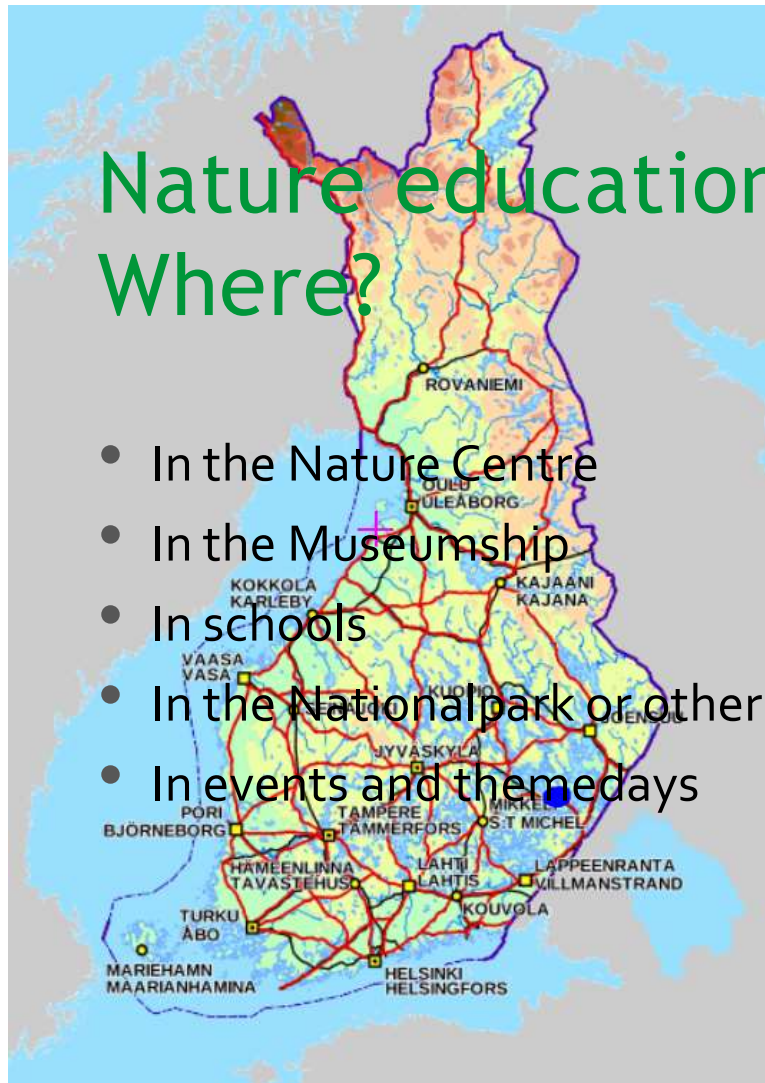 Nature education
Where?
ROVANIEMI
• In the Nature Centre
OULU
ULEÅBORG
• In the Museumship
KAJAANI
KAJANA
KOKKOLA
KARLEBY
• In schools
VAASA
VASA
KUOPIO
• In the Nationalpark or other
SEINÄJOKI
JOENSUU
JYVÄSKYLÄ
• In events and themedays
MIKKELI
S:T MICHEL
PORI
BJÖRNEBORG
TAMPERE
TAMMERFORS
HÄMEENLINNA
TAVASTEHUS
LAHTI
LAHTIS
LAPPEENRANTA
VILLMANSTRAND
KOUVOLA
TURKU
ÅBO
MARIEHAMN
MAARIANHAMINA
HELSINKI
HELSINGFORS